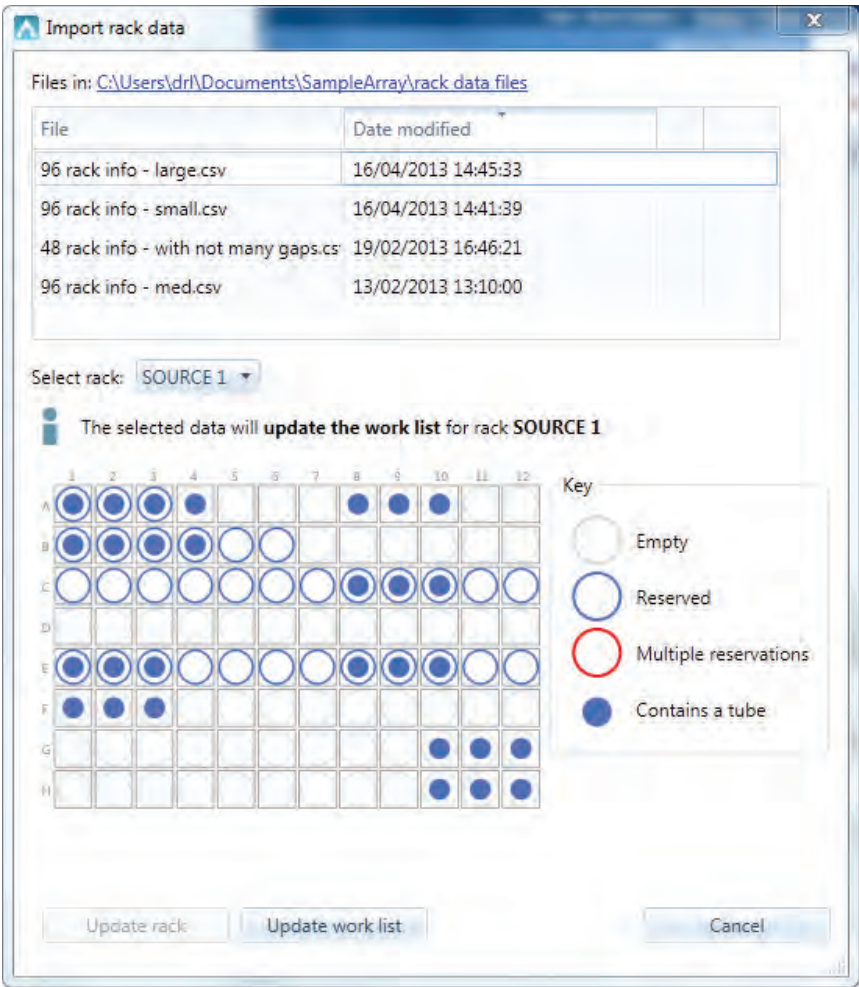 Import rack data
x
Files in: C:\Users\drl\Documents\SampleArray\rack data files
File Date modified
96 rack info - large.csv 16/04/2013 14:45:33
96 rack info - small.csv 16/04/2013 14:41:39
48 rack info - with not many gaps.cs 19/02/2013 16:46:21
96 rack info - med.csv 13/02/2013 13:10:00
Select rack: SOURCE 1
The selected data will update the work list for rack SOURCE 1
1 2 3 4 5 6 7 8 9 10 11 12
A
B
C
D
E
F
G
H
Key
Empty
Reserved
Multiple reservations
Contains a tube
Update rack Update work list Cancel